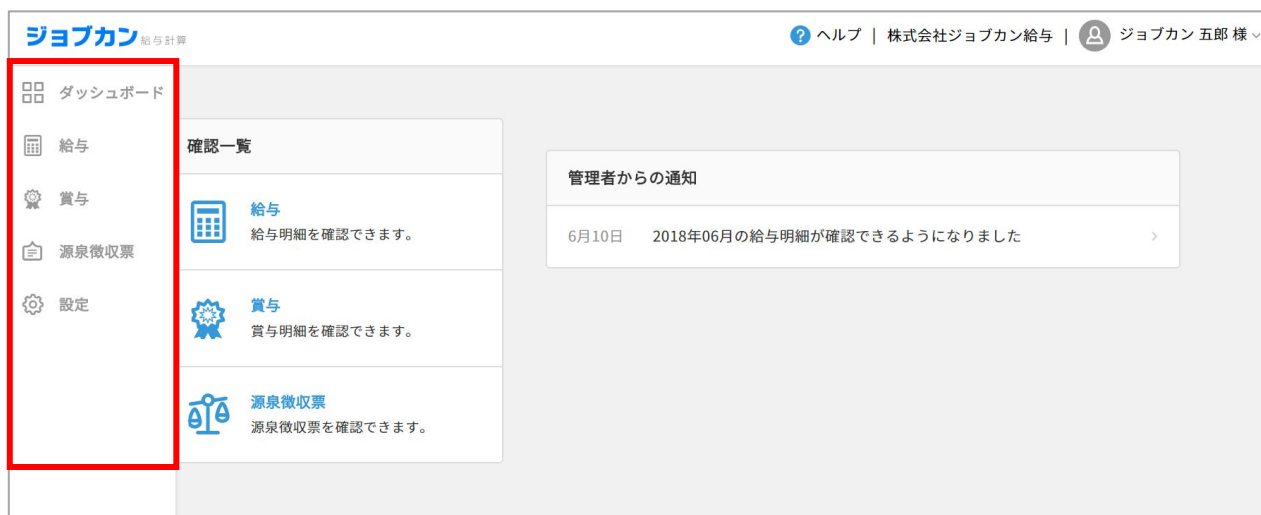 ジョブカン給与計算
ヘルプ | 株式会社ジョブカン給与 | ジョブカン 五郎 様
ダッシュボード
給与
賞与
源泉徴収票
設定
確認一覧
給与
給与明細を確認できます。
賞与
賞与明細を確認できます。
源泉徴収票
源泉徴収票を確認できます。
管理者からの通知
6月10日 2018年06月の給与明細が確認できるようになりました